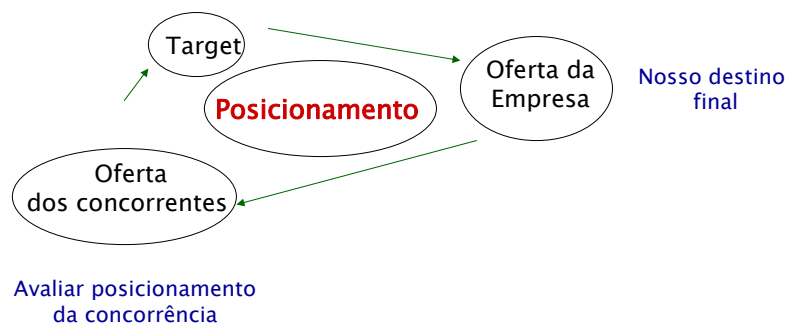 Target
Oferta da
Empresa
Nosso destino
final
Posicionamento
Oferta
dos concorrentes
Avaliar posicionamento
da concorrência